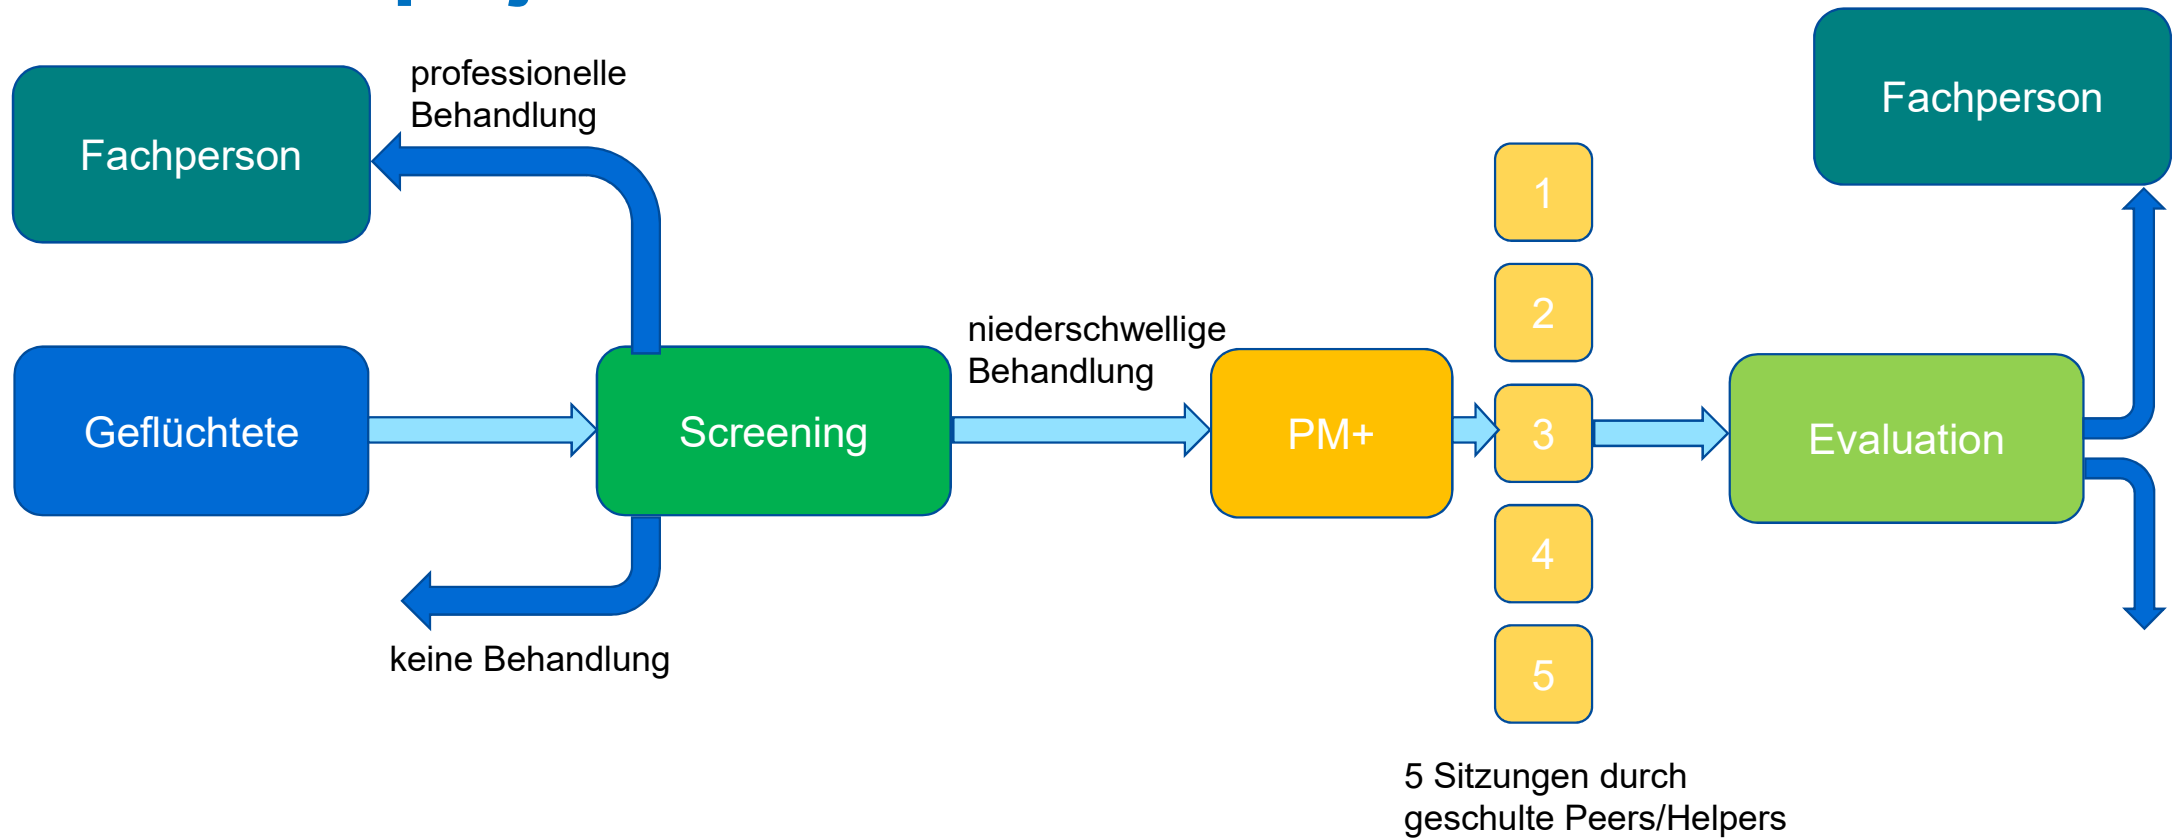 professionelle
Behandlung
Fachperson
Fachperson
1
2
niederschwellige
Behandlung
Geflüchtete
Screening
PM+
3
Evaluation
4
keine Behandlung
5
5 Sitzungen durch
geschulte Peers/Helpers